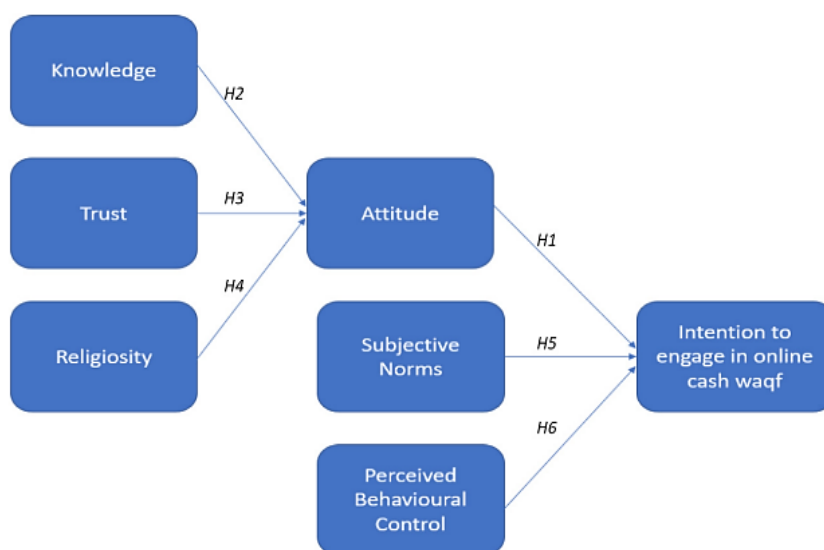 Knowledge
H2
Trust
H3
Attitude
H4
H1
Religiosity
Subjective
Norms
H5
Intention to
engage in online
cash waqf
H6
Perceived
Behavioural
Control